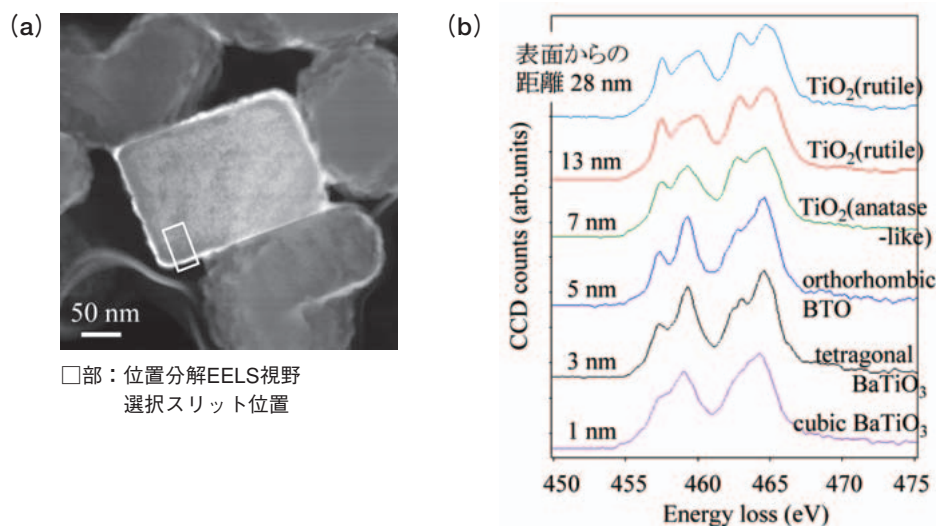 (a)
50 nm
□部：位置分解EELS視野
選択スリット位置
(b)
表面からの
距離 28 nm
TiO2(rutile)
13 nm
TiO2(rutile)
7 nm
TiO2(anatase
-like)
5 nm
orthorhombic
BTO
3 nm
tetragonal
BaTiO3
1 nm
cubic BaTiO3
CCD counts (arb.units)
450 455 460 465 470 475
Energy loss (eV)